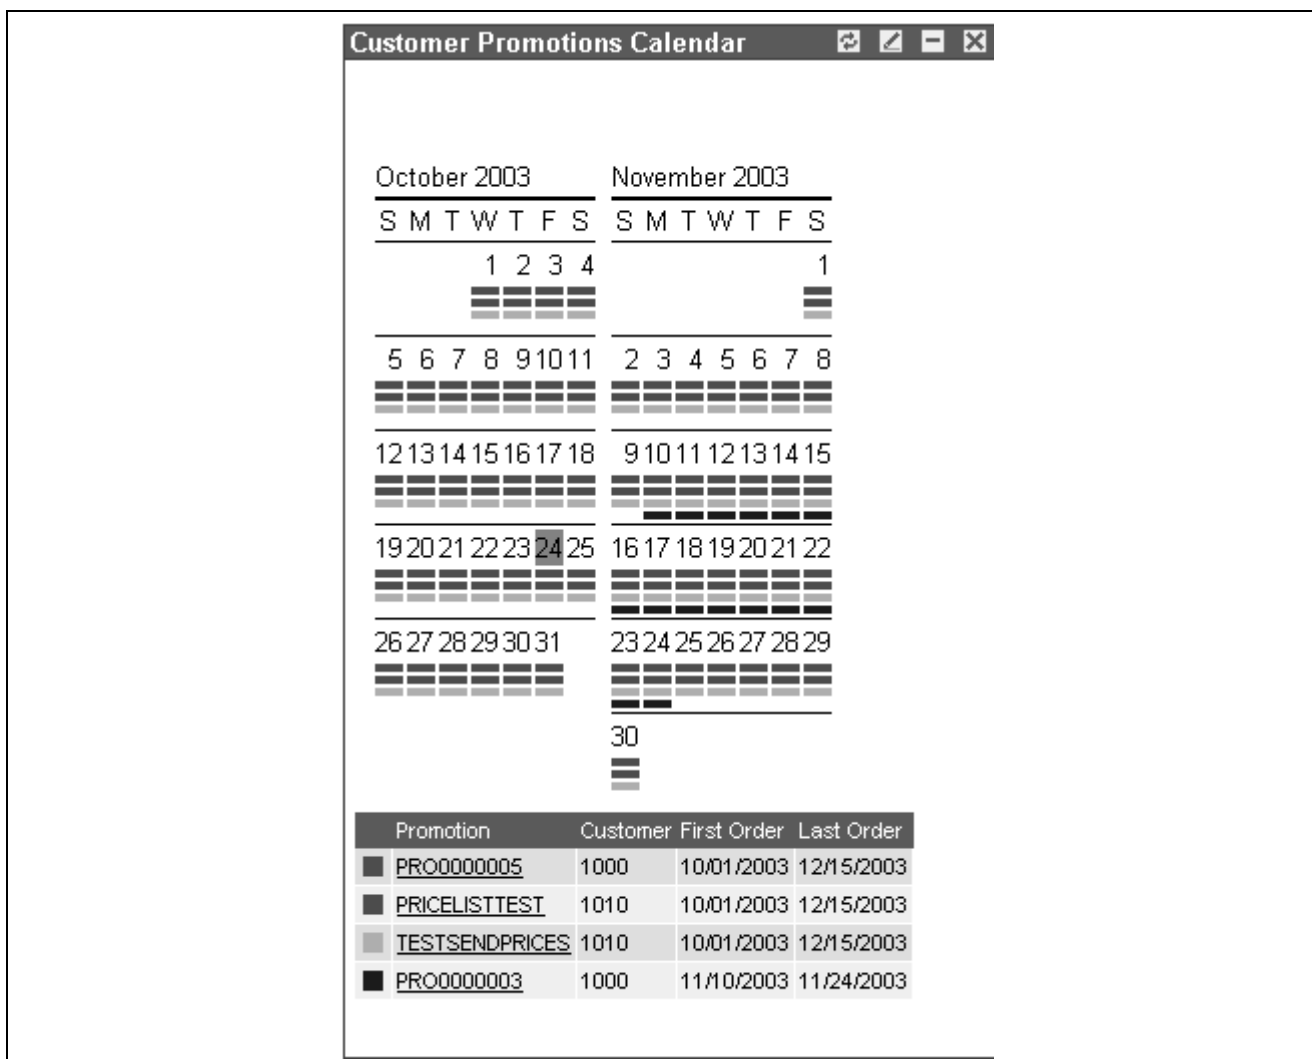 Customer Promotions Calendar
October 2003
S M T W T F S
1 2 3 4
5 6 7 8 9 10 11
12 13 14 15 16 17 18
19 20 21 22 23 24 25
26 27 28 29 30 31
November 2003
S M T W T F S
1
2 3 4 5 6 7 8
9 10 11 12 13 14 15
16 17 18 19 20 21 22
23 24 25 26 27 28 29
30
Promotion Customer First Order Last Order
PRO0000005 1000 10/01/2003 12/15/2003
PRICELISTTEST 1010 10/01/2003 12/15/2003
TESTSENDPRICES 1010 10/01/2003 12/15/2003
PRO0000003 1000 11/10/2003 11/24/2003